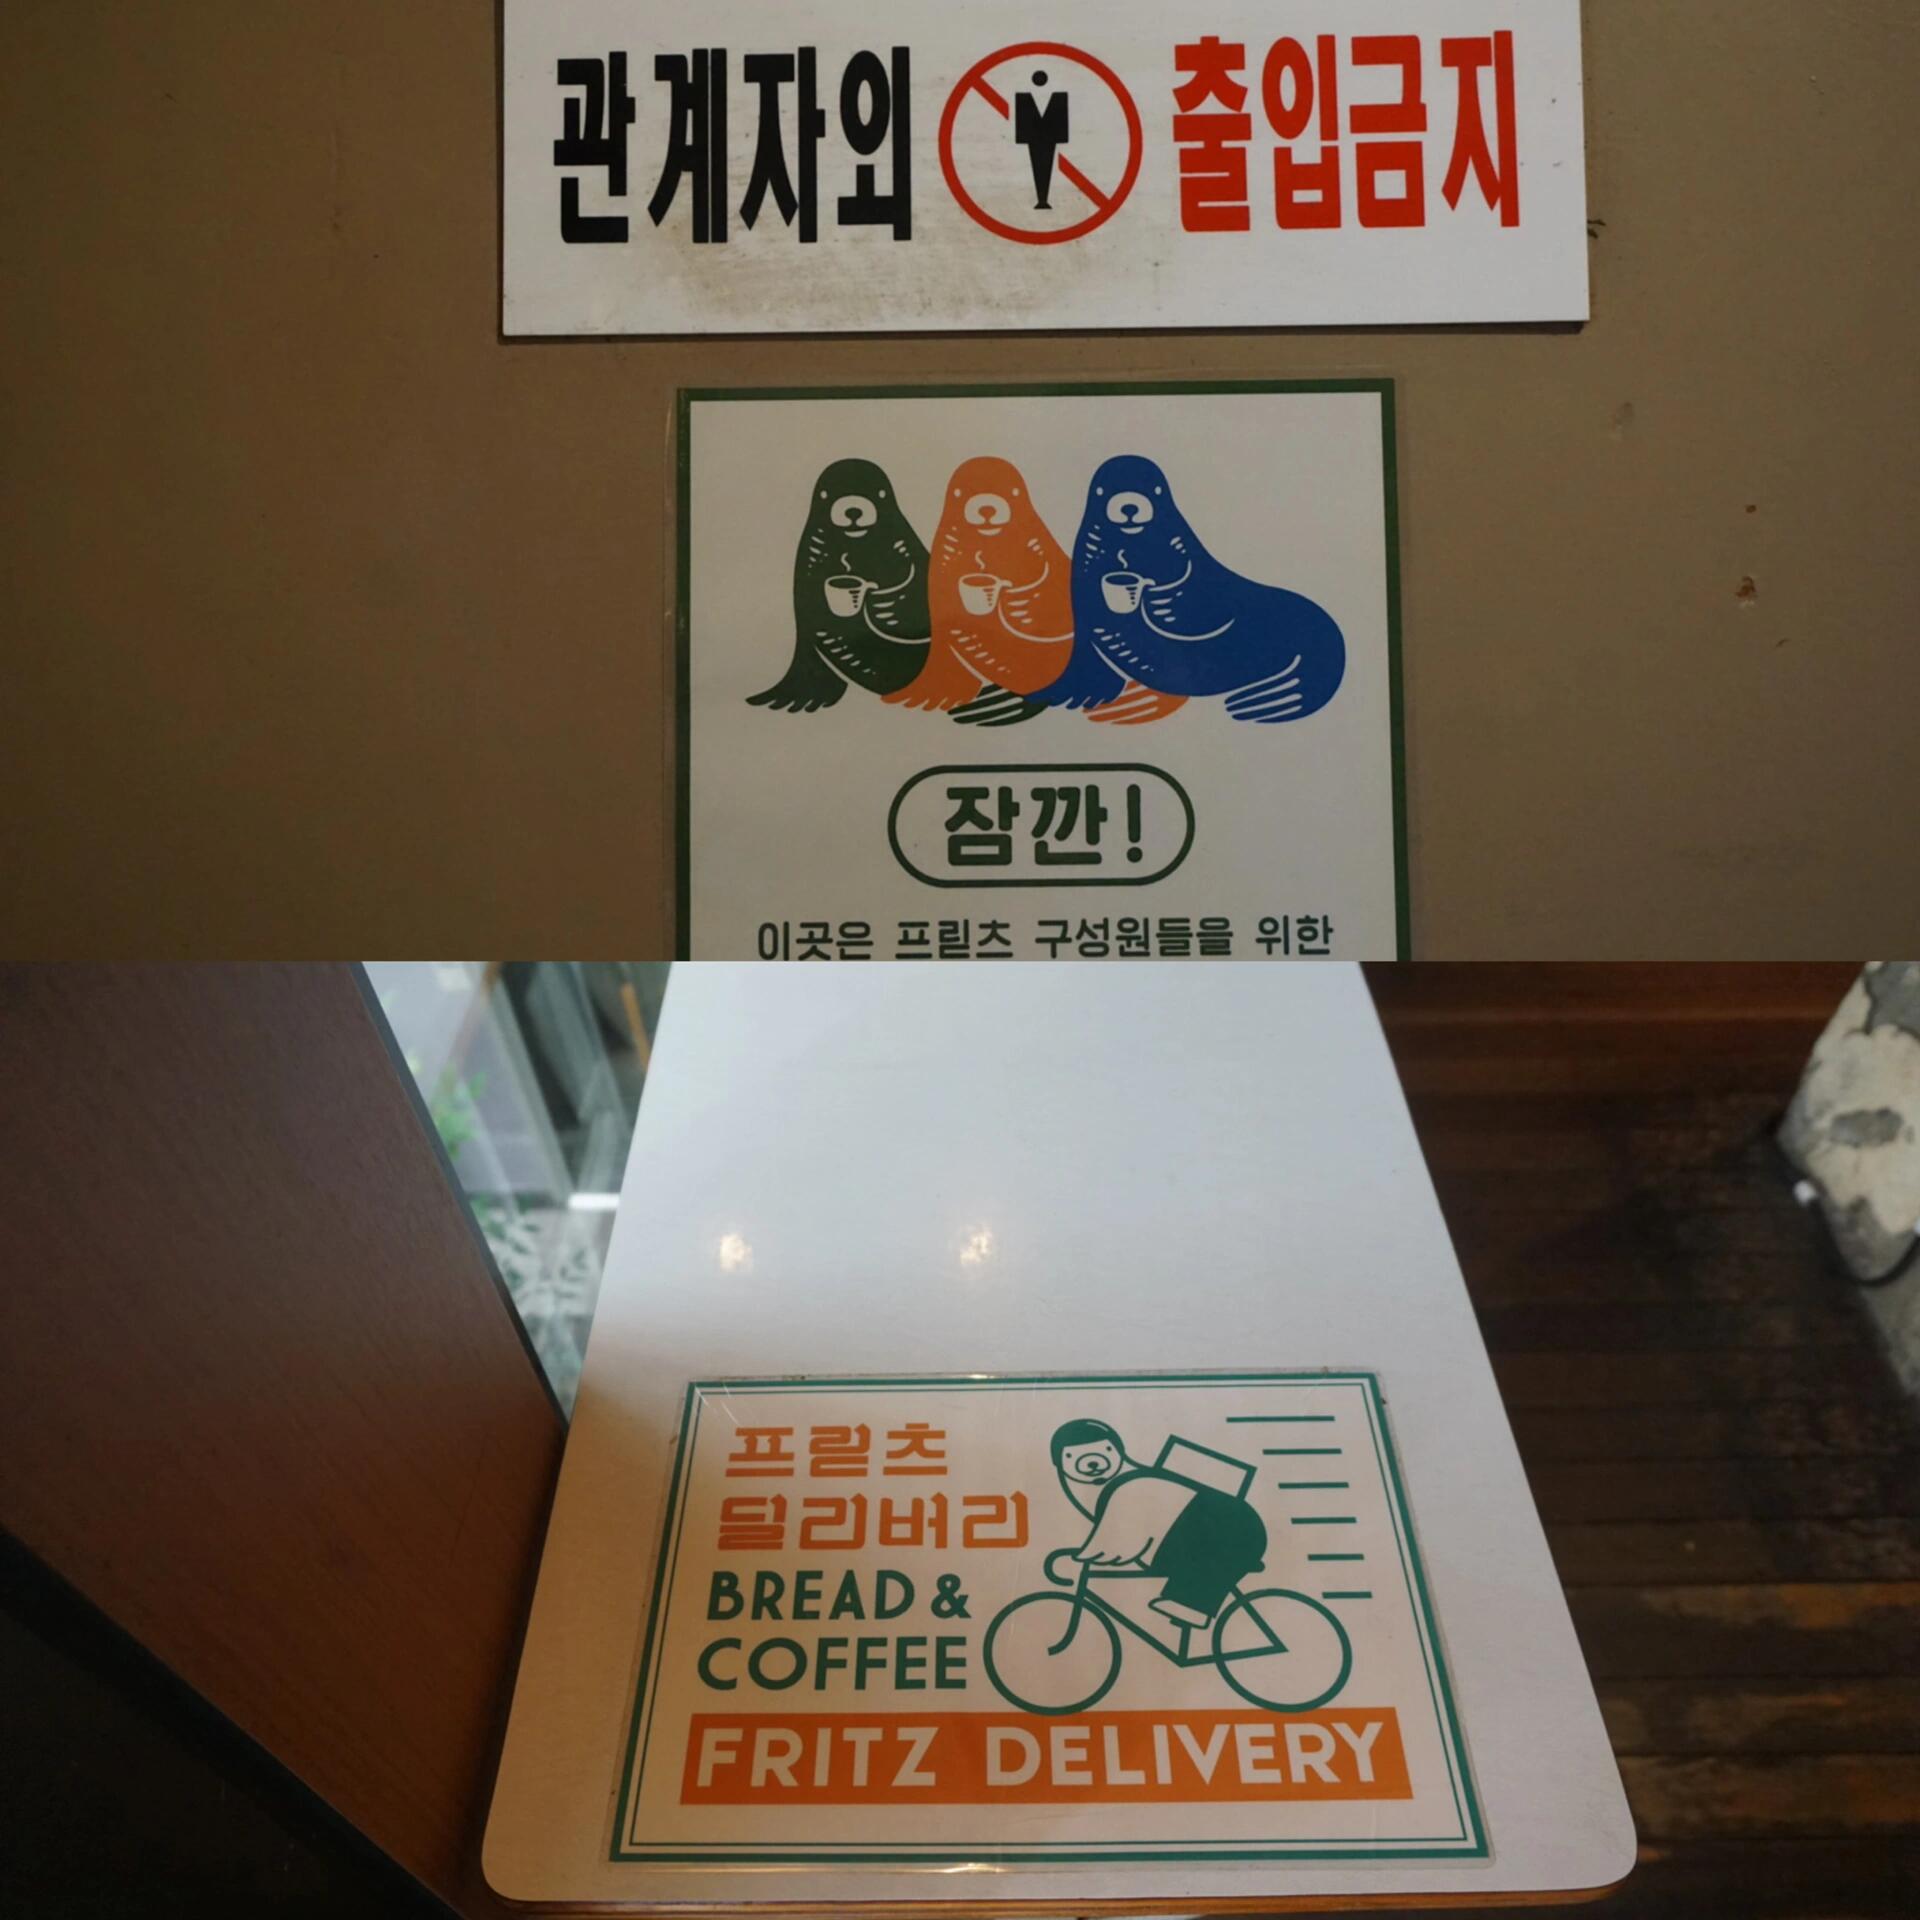 관계자외 출입금지
잠깐!
이곳은 프릳츠 구성원들을 위한
프릳츠
딜리버리
BREAD &
COFFEE
FRITZ DELIVERY